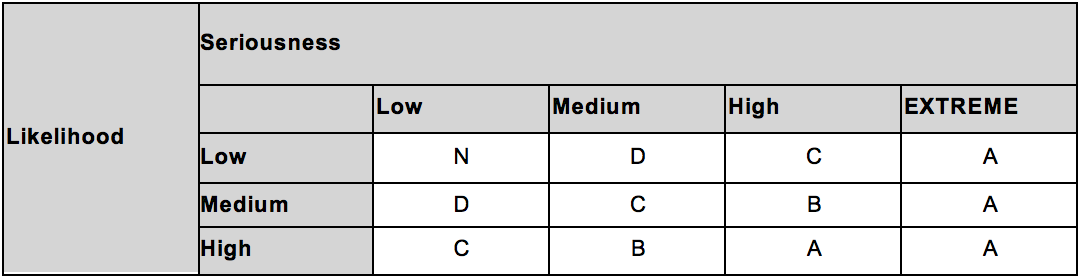 Seriousness
Low Medium High EXTREME
Likelihood
Low N D C A
Medium D C B A
High C B A A